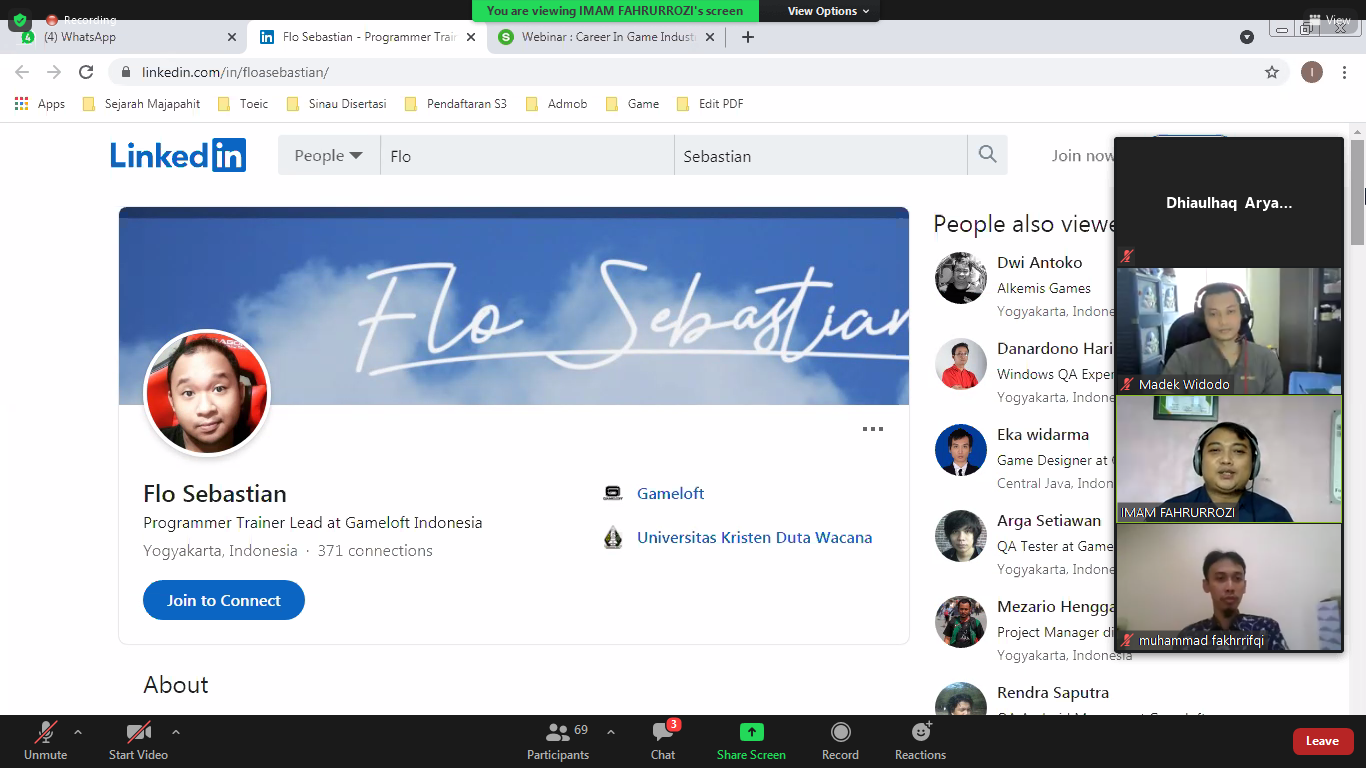 You are viewing IMAM FAHRURROZI's screen
View Options
Recording
View
(4) WhatsApp
Flo Sebastian - Programmer Train
Webinar : Career In Game Indust
linkedin.com/in/floasebastian/
I
Apps
Sejarah Majapahit
Toeic
Sinau Disertasi
Pendaftaran S3
Admob
Game
Edit PDF
Linked in
People
Flo
Sebastian
Join now
Flo Sebastian
Flo Sebastian
Programmer Trainer Lead at Gameloft Indonesia
Yogyakarta, Indonesia · 371 connections
Join to Connect
Gameloft
Universitas Kristen Duta Wacana
About
People also viewe
Dwi Antoko
Alkemis Games
Yogyakarta, Indone
Danardono Hari
Windows QA Exper
Yogyakarta, Indone
Eka widarma
Game Designer at
Central Java, Indon
Arga Setiawan
QA Tester at Game
Yogyakarta, Indone
Mezario Hengga
Project Manager di
Yogyakarta, Indonesia
Rendra Saputra
Dhiaulhaq Arya...
Madek Widodo
IMAM FAHRURROZI
muhammad fakhrrifqi
Unmute
Start Video
Participants
69
Chat
3
Share Screen
Record
Reactions
Leave